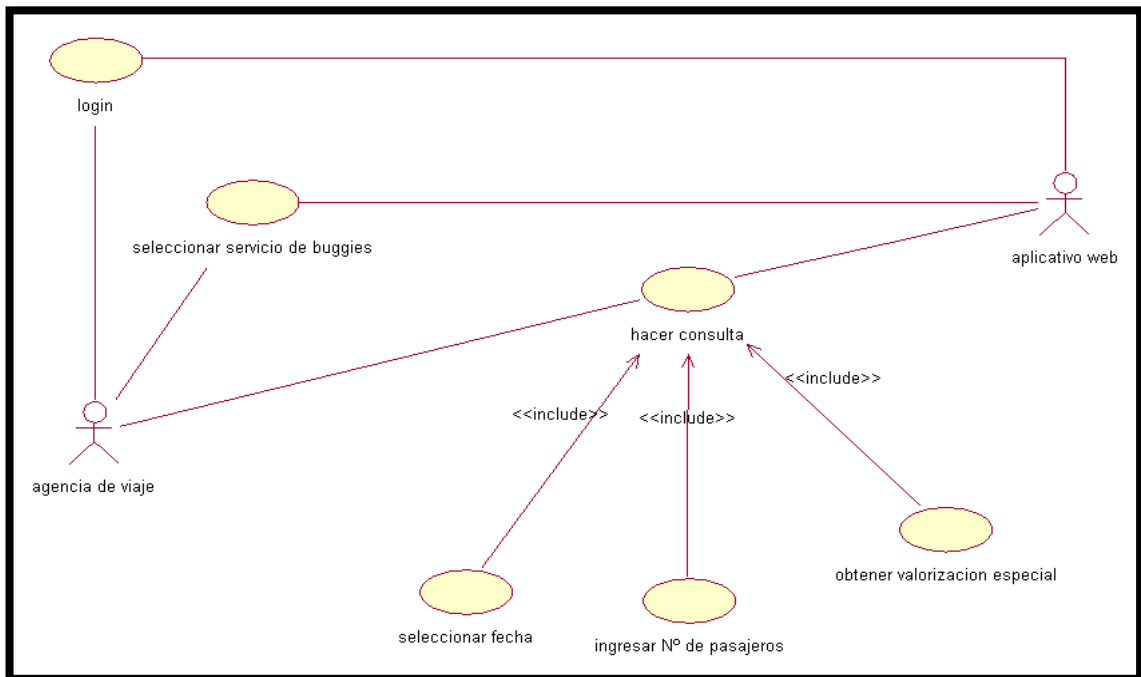 login
seleccionar servicio de buggies
aplicativo web
hacer consulta
<<include>>
<<include>>
<<include>>
agencia de viaje
obtener valorizacion especial
seleccionar fecha
ingresar Nº de pasajeros